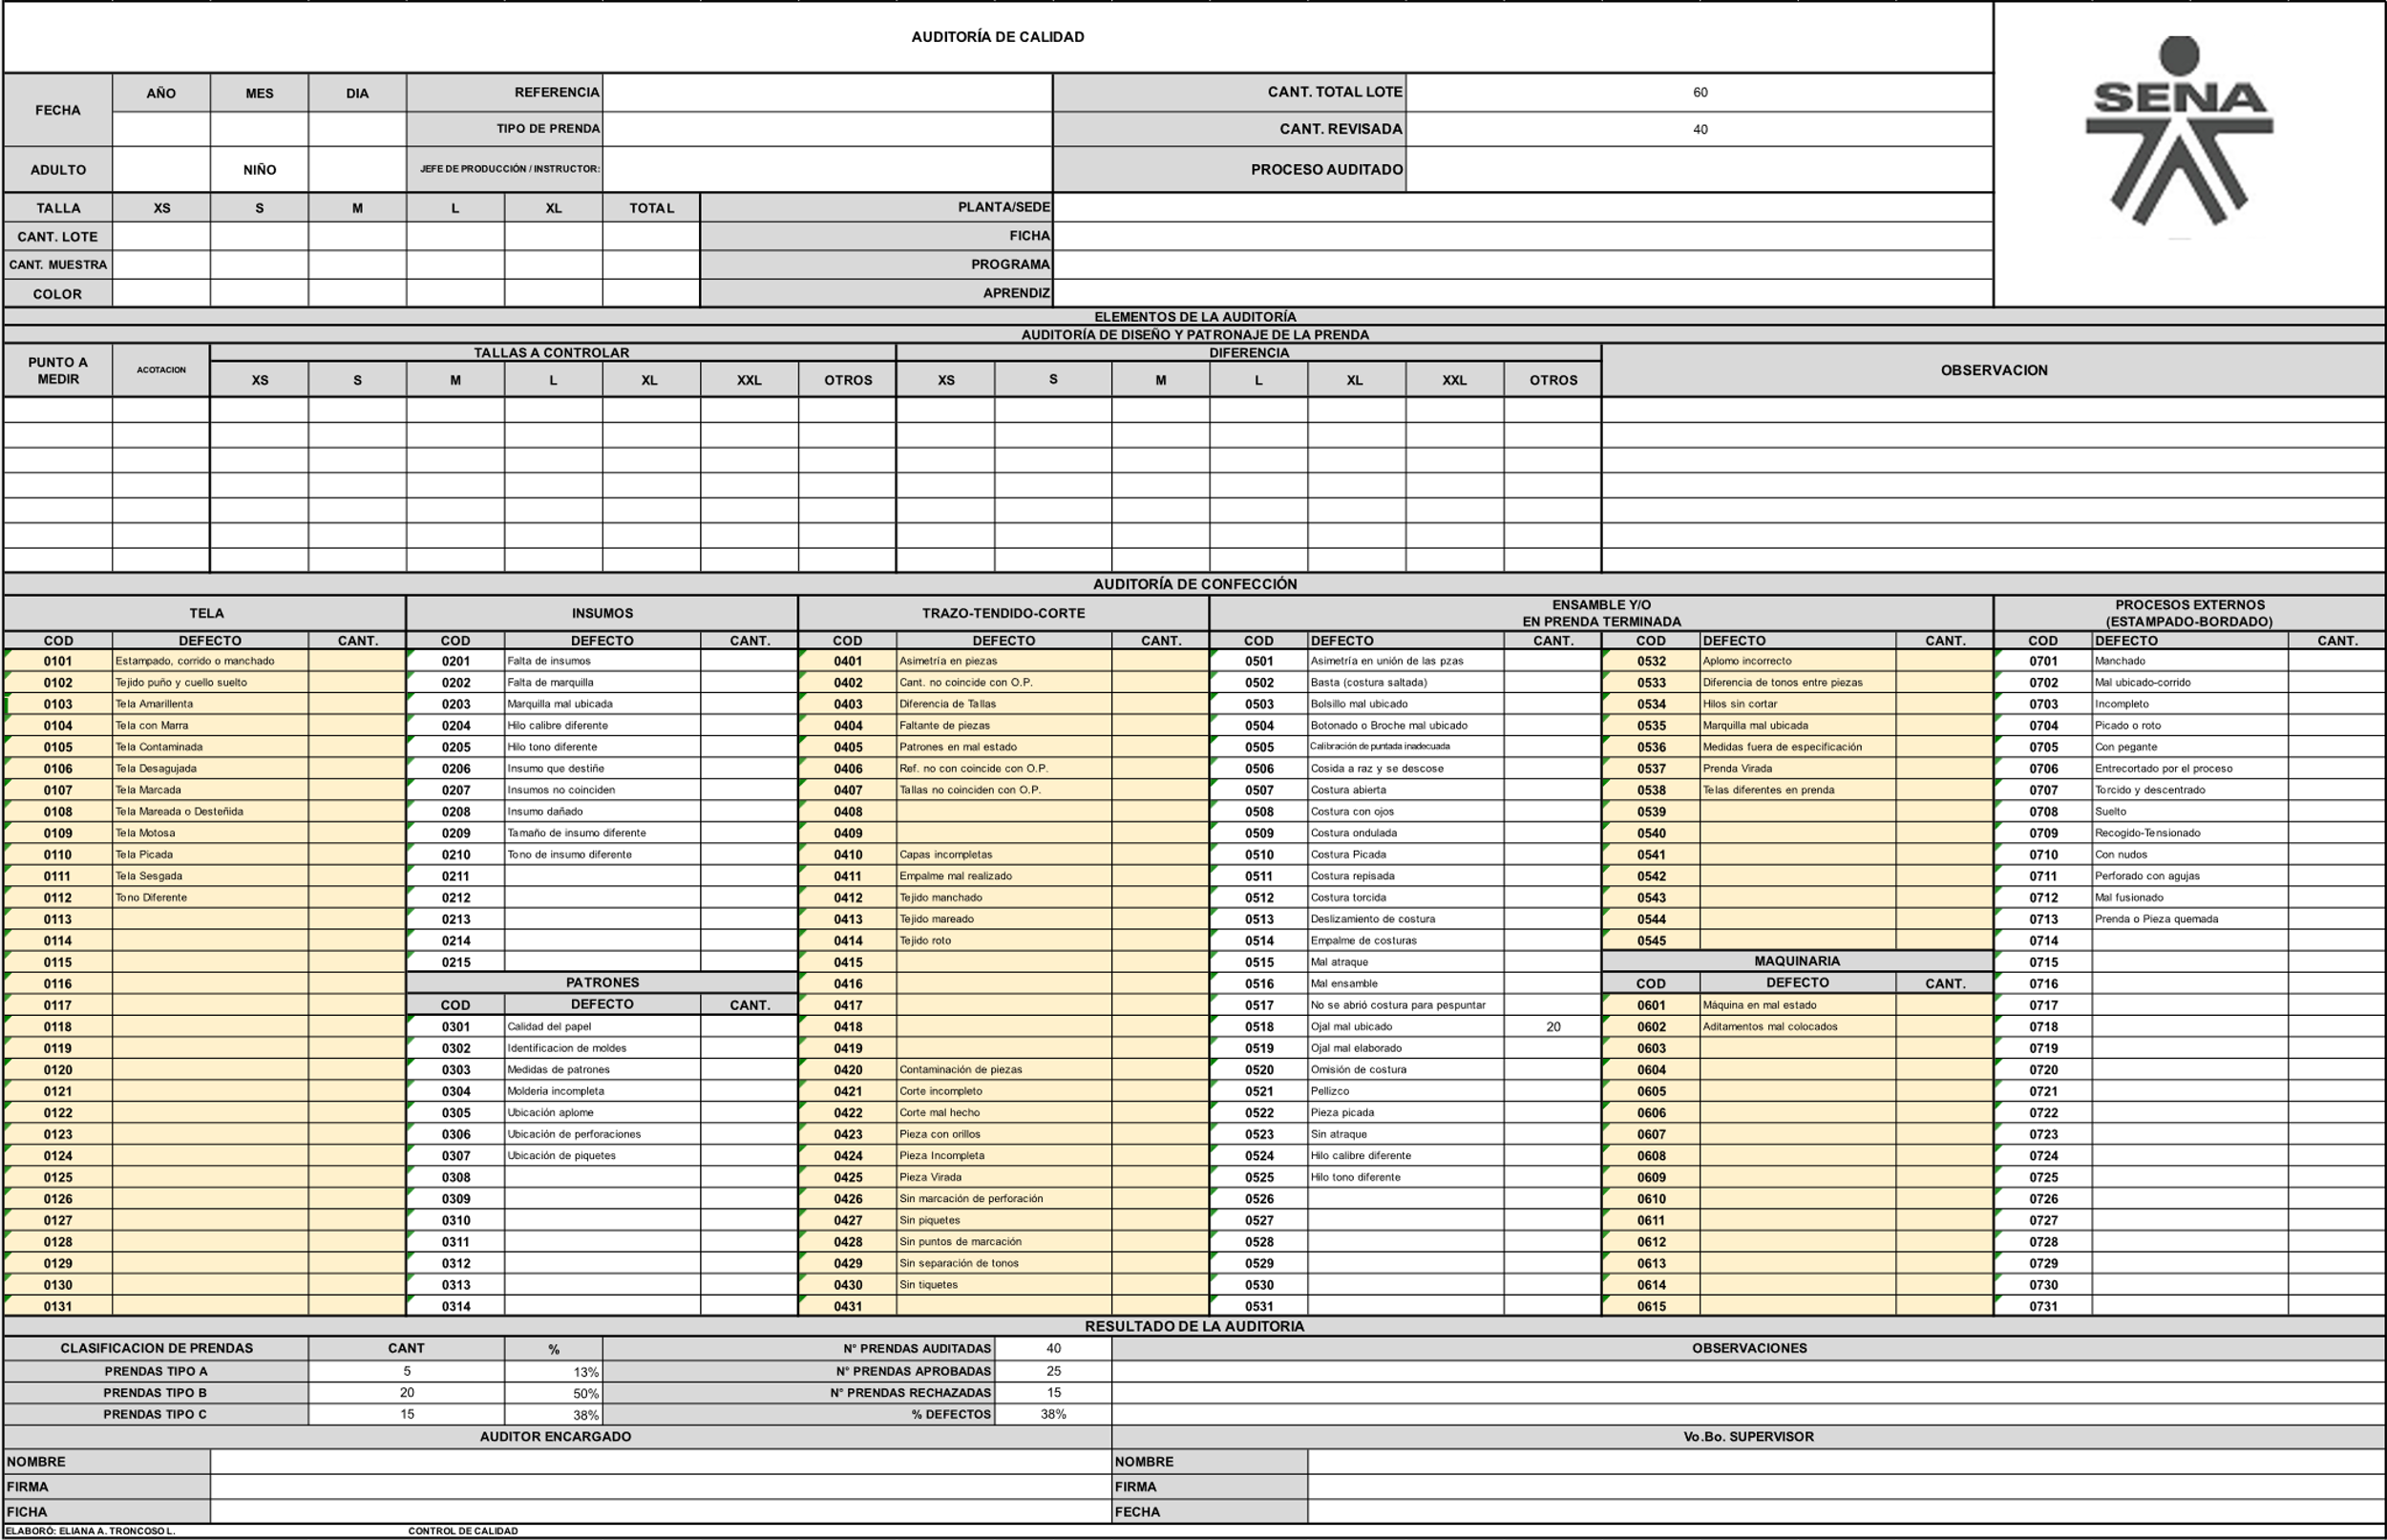 AUDITORÍA DE CALIDAD
SENA
FECHA AÑO MES DIA REFERENCIA CANT. TOTAL LOTE 60
TIPO DE PRENDA CANT. REVISADA 40
ADULTO NIÑO JEFE DE PRODUCCIÓN / INSTRUCTOR: PROCESO AUDITADO
TALLA XS S M L XL TOTAL PLANTA/SEDE
CANT. LOTE FICHA
CANT. MUESTRA PROGRAMA
COLOR APRENDIZ
ELEMENTOS DE LA AUDITORÍA
AUDITORÍA DE DISEÑO Y PATRONAJE DE LA PRENDA
PUNTO A MEDIR ACOTACION TALLAS A CONTROLAR DIFERENCIA OBSERVACION
XS S M L XL XXL OTROS XS S M L XL XXL OTROS
AUDITORÍA DE CONFECCIÓN
TELA INSUMOS TRAZO-TENDIDO-CORTE ENSAMBLE Y/O EN PRENDA TERMINADA PROCESOS EXTERNOS (ESTAMPADO-BORDADO)
COD DEFECTO CANT. COD DEFECTO CANT. COD DEFECTO CANT. COD DEFECTO CANT. COD DEFECTO CANT. COD DEFECTO CANT.
0101 Estampado, corrido o manchado 0201 Falta de insumos 0401 Asimetría en piezas 0501 Asimetría en unión de las pzas 0532 Aplomo incorrecto 0701 Manchado
0102 Tejido puño y cuello suelto 0202 Falta de marquilla 0402 Cant. no coincide con O.P. 0502 Basta (costura saltada) 0533 Diferencia de tonos entre piezas 0702 Mal ubicado-corrido
0103 Tela Amarillenta 0203 Marquilla mal ubicada 0403 Diferencia de Tallas 0503 Bolsillo mal ubicado 0534 Hilos sin cortar 0703 Incompleto
0104 Tela con Marra 0204 Hilo calibre diferente 0404 Faltante de piezas 0504 Botonado o Broche mal ubicado 0535 Marquilla mal ubicada 0704 Picado o roto
0105 Tela Contaminada 0205 Hilo tono diferente 0405 Patrones en mal estado 0505 Calibración de puntada inadecuada 0536 Medidas fuera de especificación 0705 Con pegante
0106 Tela Desagujada 0206 Insumo que destiñe 0406 Ref. no con coincide con O.P. 0506 Cosida a raz y se descose 0537 Prenda Virada 0706 Entrecortado por el proceso
0107 Tela Marcada 0207 Insumos no coinciden 0407 Tallas no coinciden con O.P. 0507 Costura abierta 0538 Telas diferentes en prenda 0707 Torcido y descentrado
0108 Tela Mareada o Desteñida 0208 Insumo dañado 0408 0508 Costura con ojos 0539 0708 Suelto
0109 Tela Motosa 0209 Tamaño de insumo diferente 0409 0509 Costura ondulada 0540 0709 Recogido-Tensionado
0110 Tela Picada 0210 Tono de insumo diferente 0410 Capas incompletas 0510 Costura Picada 0541 0710 Con nudos
0111 Tela Sesgada 0211 0411 Empalme mal realizado 0511 Costura repisada 0542 0711 Perforado con agujas
0112 Tono Diferente 0212 0412 Tejido manchado 0512 Costura torcida 0543 0712 Mal fusionado
0113 0213 0413 Tejido mareado 0513 Deslizamiento de costura 0544 0713 Prenda o Pieza quemada
0114 0214 0414 Tejido roto 0514 Empalme de costuras 0545 0714
0115 0215 0415 0515 Mal atraque MAQUINARIA 0715
0116 PATRONES 0416 0516 Mal ensamble COD DEFECTO CANT. 0716
0117 COD DEFECTO CANT. 0417 0517 No se abrió costura para pespuntar 0601 Máquina en mal estado 0717
0118 0301 Calidad del papel 0418 0518 Ojal mal ubicado 20 0602 Aditamentos mal colocados 0718
0119 0302 Identificacion de moldes 0419 0519 Ojal mal elaborado 0603 0719
0120 0303 Medidas de patrones 0420 Contaminación de piezas 0520 Omisión de costura 0604 0720
0121 0304 Molderia incompleta 0421 Corte incompleto 0521 Pellizco 0605 0721
0122 0305 Ubicación aplome 0422 Corte mal hecho 0522 Pieza picada 0606 0722
0123 0306 Ubicación de perforaciones 0423 Pieza con orillos 0523 Sin atraque 0607 0723
0124 0307 Ubicación de piquetes 0424 Pieza Incompleta 0524 Hilo calibre diferente 0608 0724
0125 0308 0425 Pieza Virada 0525 Hilo tono diferente 0609 0725
0126 0309 0426 Sin marcación de perforación 0526 0610 0726
0127 0310 0427 Sin piquetes 0527 0611 0727
0128 0311 0428 Sin puntos de marcación 0528 0612 0728
0129 0312 0429 Sin separación de tonos 0529 0613 0729
0130 0313 0430 Sin tiquetes 0530 0614 0730
0131 0314 0431 0531 0615 0731
RESULTADO DE LA AUDITORIA
CLASIFICACION DE PRENDAS CANT % N° PRENDAS AUDITADAS 40 OBSERVACIONES
PRENDAS TIPO A 5 13% N° PRENDAS APROBADAS 25
PRENDAS TIPO B 20 50% N° PRENDAS RECHAZADAS 15
PRENDAS TIPO C 15 38% % DEFECTOS 38%
AUDITOR ENCARGADO Vo.Bo. SUPERVISOR
NOMBRE NOMBRE
FIRMA FIRMA
FICHA FECHA
ELABORÓ: ELIANA A. TRONCOSO L. CONTROL DE CALIDAD